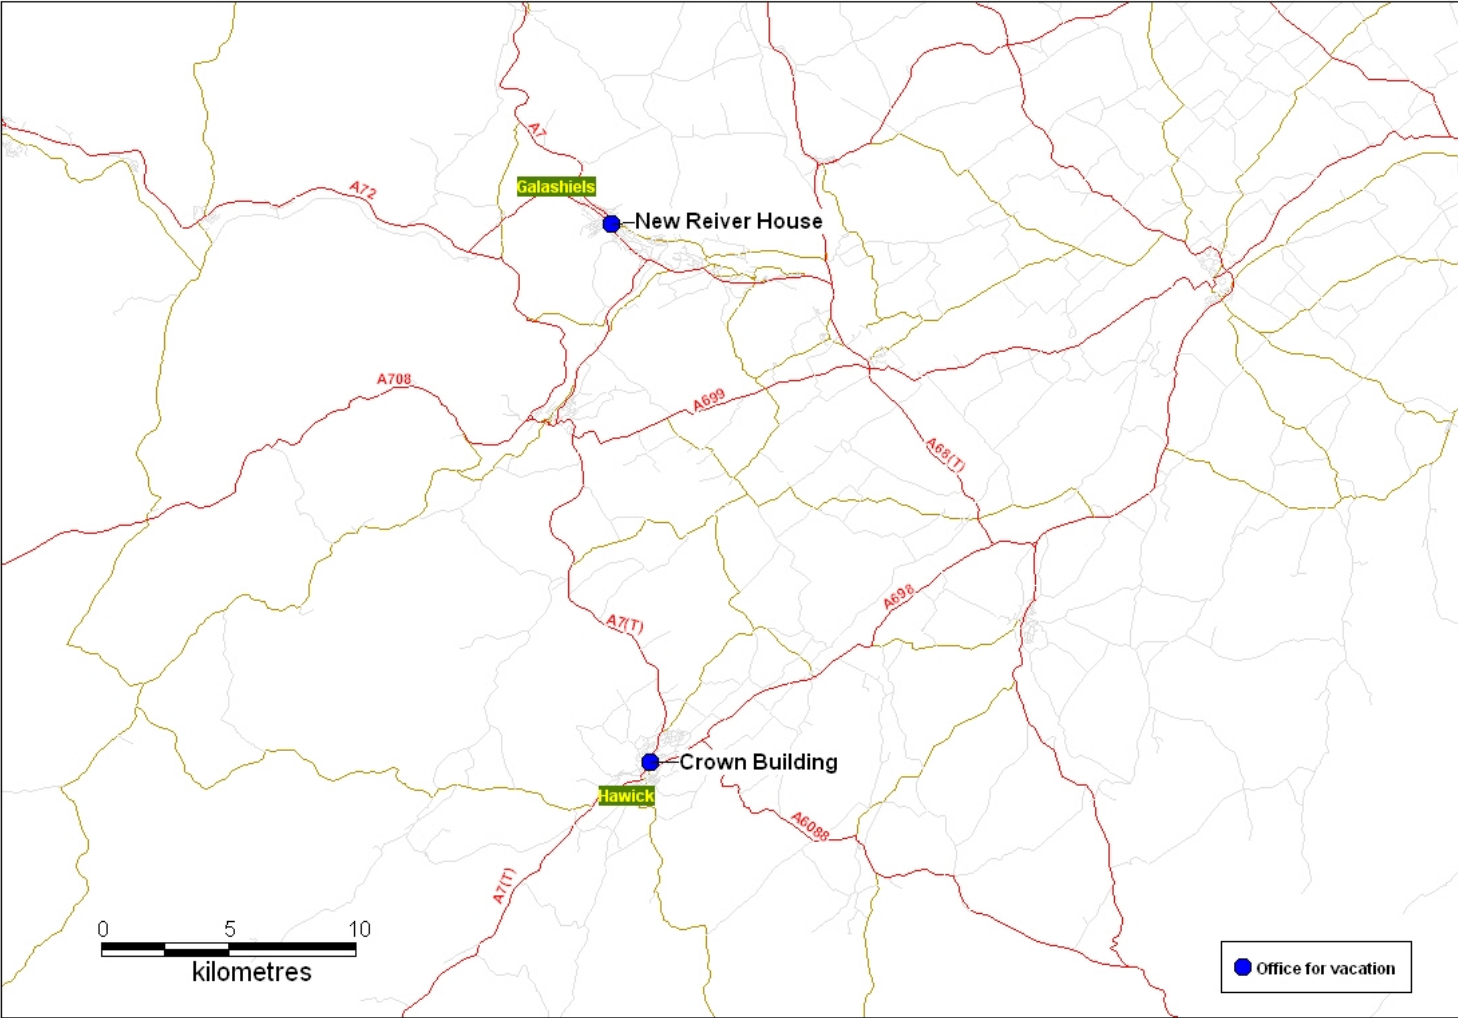 A7
Galashiels
A72
New Reiver House
A708
A699
A68(T)
A698
A7(T)
Crown Building
Hawick
A6088
A7(T)
0 5 10
kilometres
Office for vacation